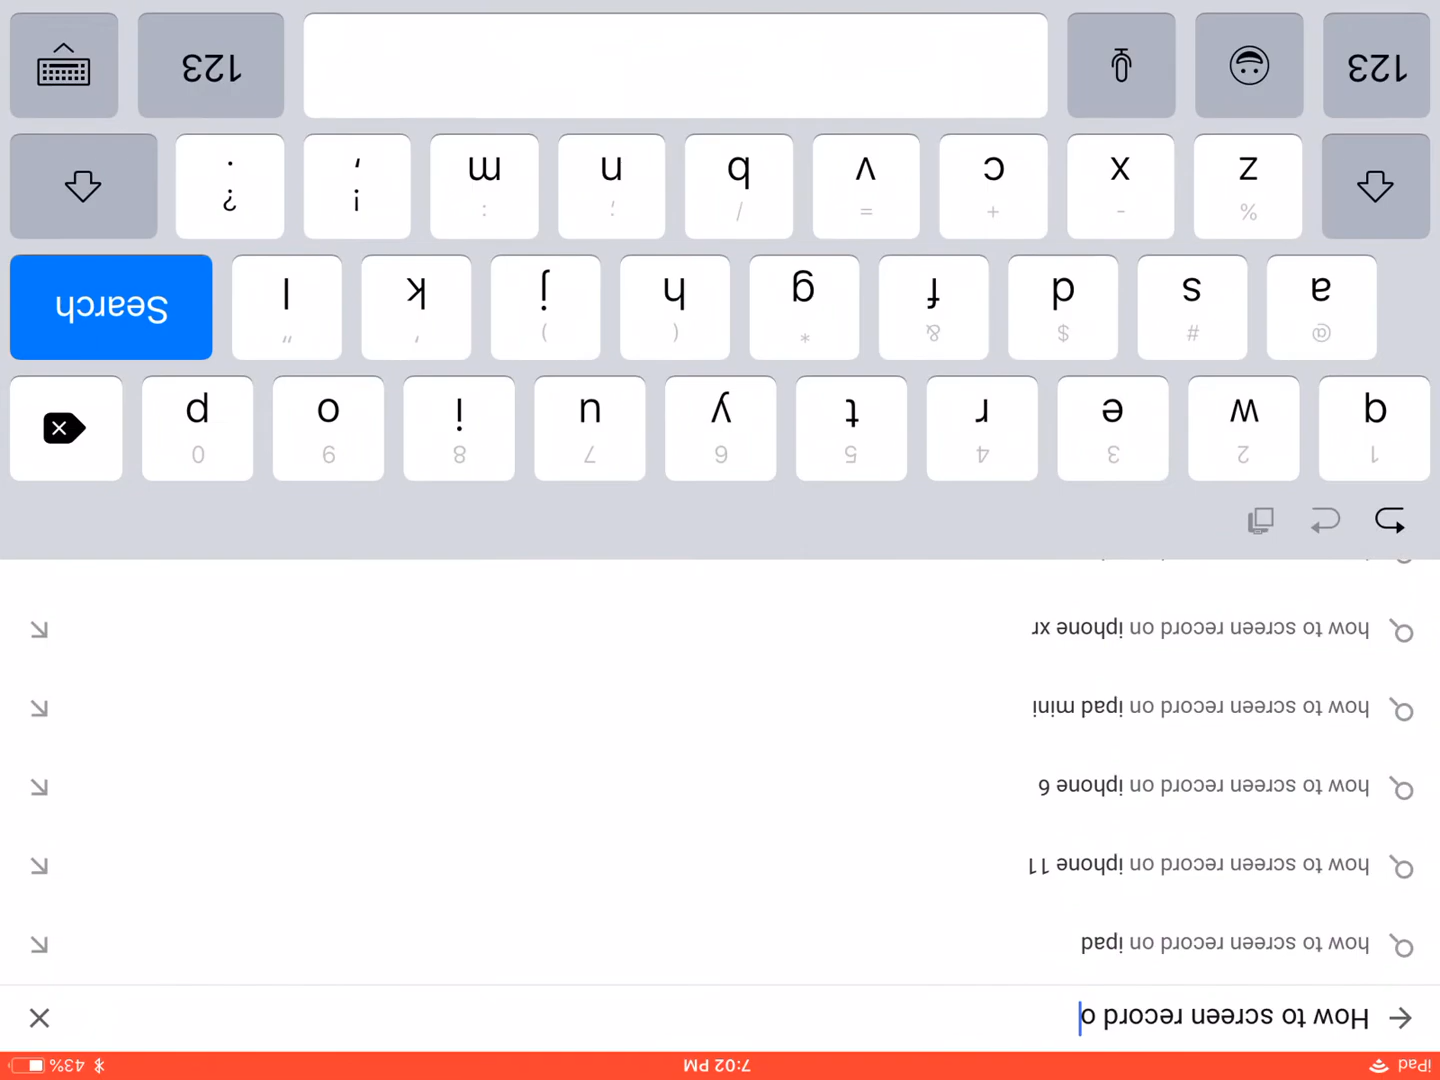 iPad 7:02 PM 43%
How to screen record o
how to screen record on ipad
how to screen record on iphone 11
how to screen record on iphone 6
how to screen record on ipad mini
how to screen record on iphone xr
1 2 3 4 5 6 7 8 9 0
q w e r t y u i o p
@ # $ & * ( ) ' "
a s d f g h j k l Search
% - + = / ; : ! ?
z x c v b n m , .
123 123